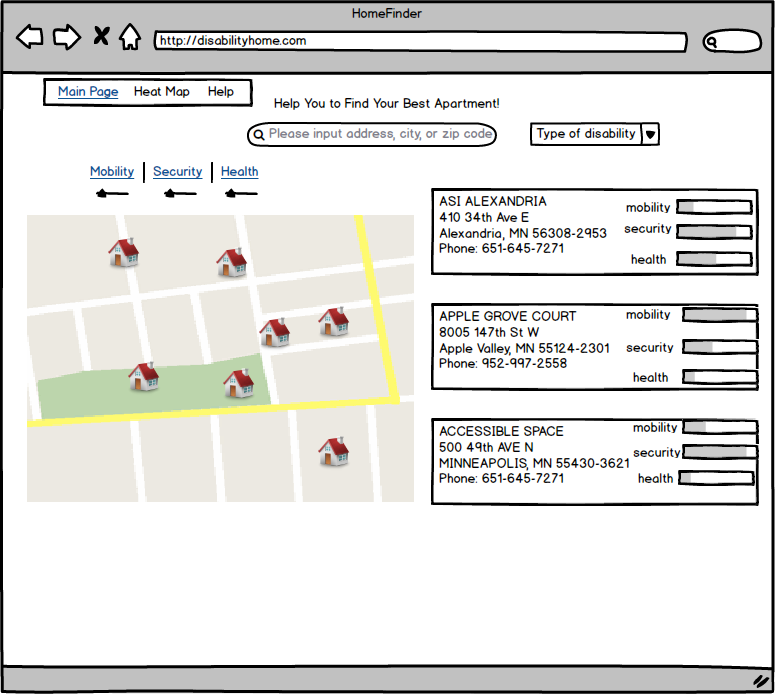 HomeFinder
http://disabilityhome.com
Main Page Heat Map Help
Help You to Find Your Best Apartment!
Please input address, city, or zip code
Type of disability
Mobility Security Health
ASI ALEXANDRIA
410 34th Ave E
Alexandria, MN 56308-2953
Phone: 651-645-7271
mobility
security
health
APPLE GROVE COURT
8005 147th St W
Apple Valley, MN 55124-2301
Phone: 952-997-2558
mobility
security
health
ACCESSIBLE SPACE
500 49th AVE N
MINNEAPOLIS, MN 55430-3621
Phone: 651-645-7271
mobility
security
health